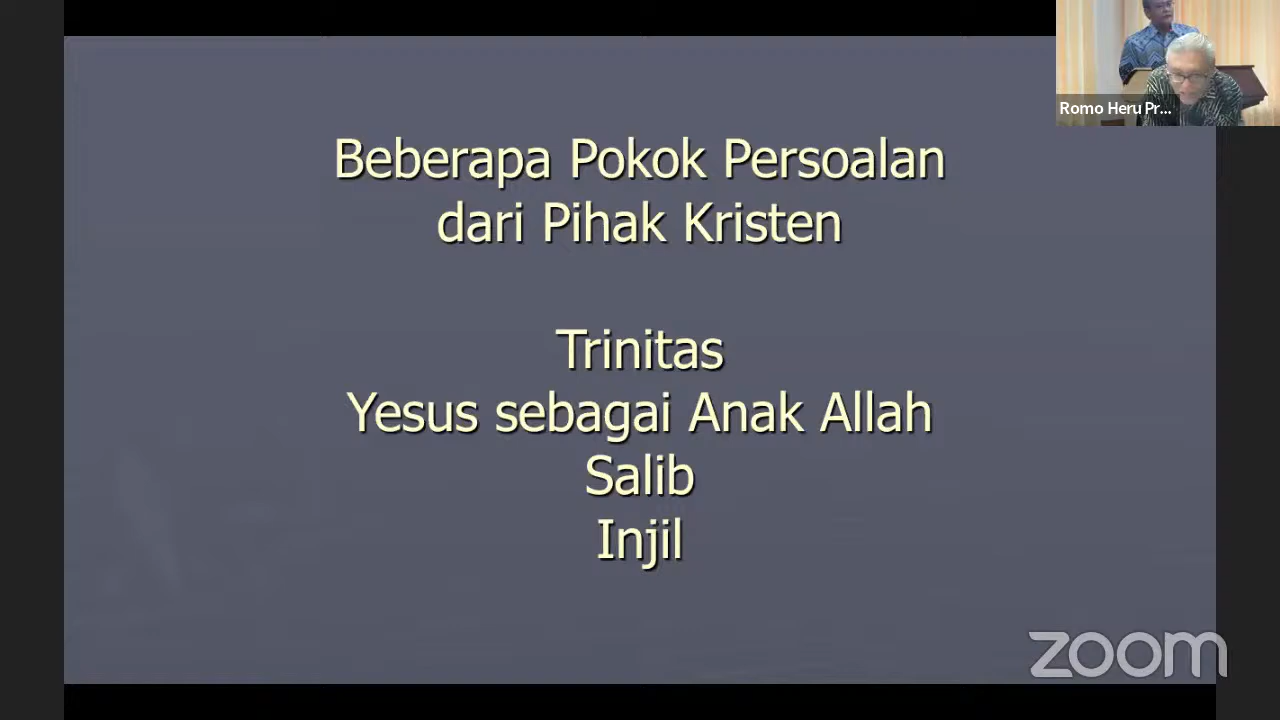 Romo Heru Pr...
Beberapa Pokok Persoalan
dari Pihak Kristen
Trinitas
Yesus sebagai Anak Allah
Salib
Injil
zoom